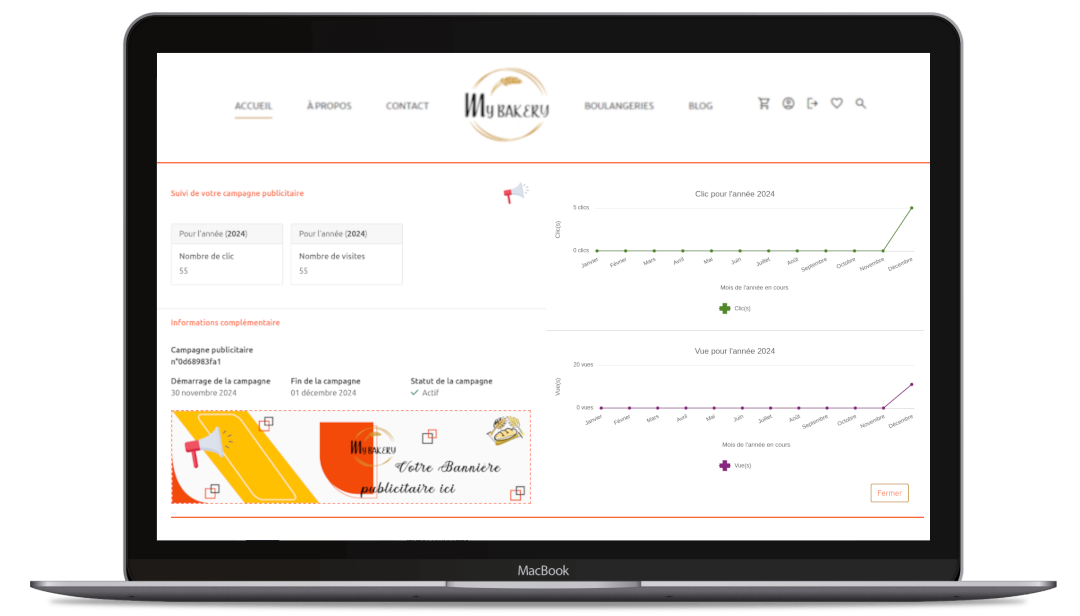 ACCUEIL
À PROPOS
CONTACT
My BAKERY
BOULANGERIES
BLOG
Suivi de votre campagne publicitaire
Pour l'année (2024)
Nombre de clic
55
Pour l'année (2024)
Nombre de visites
55
Informations complémentaire
Campagne publicitaire
n°0d68983fa1
Démarrage de la campagne
30 novembre 2024
Fin de la campagne
01 décembre 2024
Statut de la campagne
Actif
My BAKERY
Votre Banniere
publicitaire ici
Clic pour l'année 2024
5 clics
Clic(s)
0 clics
Janvier
Février
Mars
Avril
Mai
Juin
Juillet
Août
Septembre
Octobre
Novembre
Décembre
Mois de l'année en cours
Clic(s)
Vue pour l'année 2024
20 vues
Vue(s)
0 vues
Janvier
Février
Mars
Avril
Mai
Juin
Juillet
Août
Septembre
Octobre
Novembre
Décembre
Mois de l'année en cours
Vue(s)
Fermer
MacBook